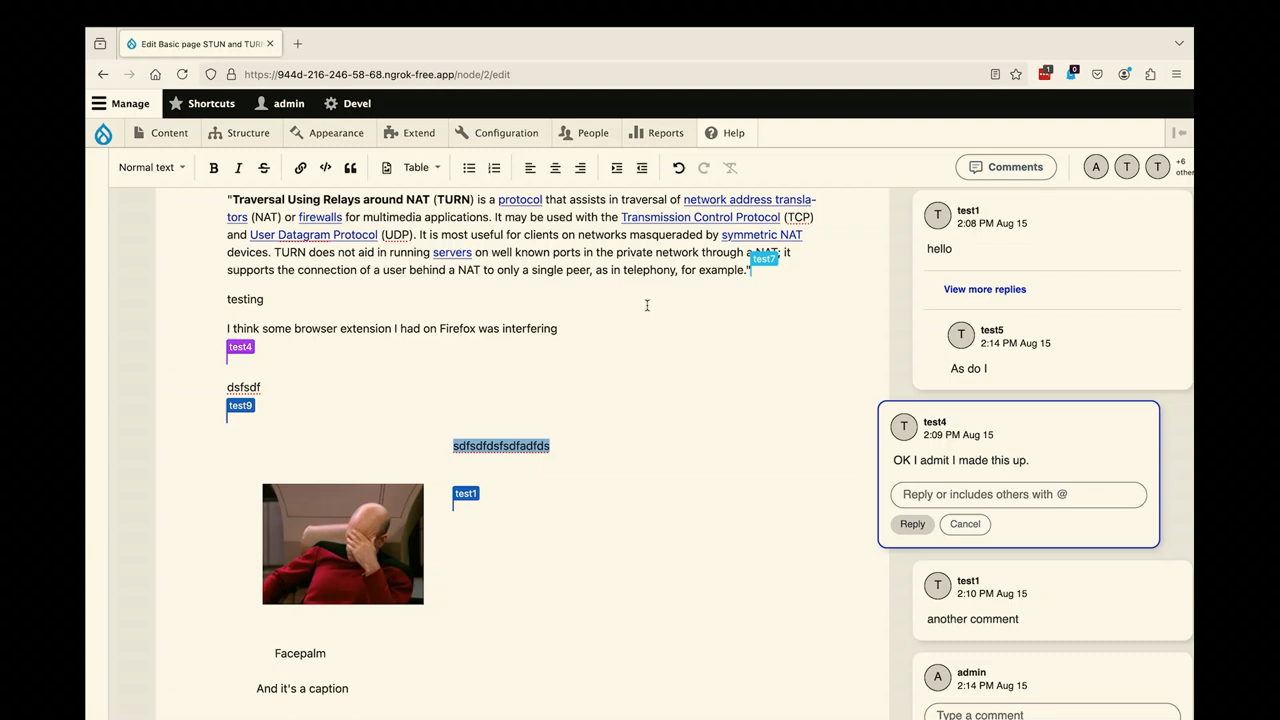 Edit Basic page STUN and TUR
https://944d-216-246-58-68.ngrok-free.app/node/2/edit
1
0
Manage
Shortcuts
admin
Devel
Content
Structure
Appearance
Extend
Configuration
People
Reports
Help
Normal text
B
I
S
Table
Comments
A
T
T
+6
other
"Traversal Using Relays around NAT (TURN) is a protocol that assists in traversal of network address transla-
tors (NAT) or firewalls for multimedia applications. It may be used with the Transmission Control Protocol (TCP)
and User Datagram Protocol (UDP). It is most useful for clients on networks masqueraded by symmetric NAT
devices. TURN does not aid in running servers on well known ports in the private network through a NAT; it
supports the connection of a user behind a NAT to only a single peer, as in telephony, for example."
test7
testing
I think some browser extension I had on Firefox was interfering
test4
dsfsdf
test9
sdfsdfdsfsdfadfds
test1
Facepalm
And it's a caption
T
test1
2:08 PM Aug 15
hello
View more replies
T
test5
2:14 PM Aug 15
As do I
T
test4
2:09 PM Aug 15
OK I admit I made this up.
Reply or includes others with @
Reply
Cancel
T
test1
2:10 PM Aug 15
another comment
A
admin
2:14 PM Aug 15
Type a comment